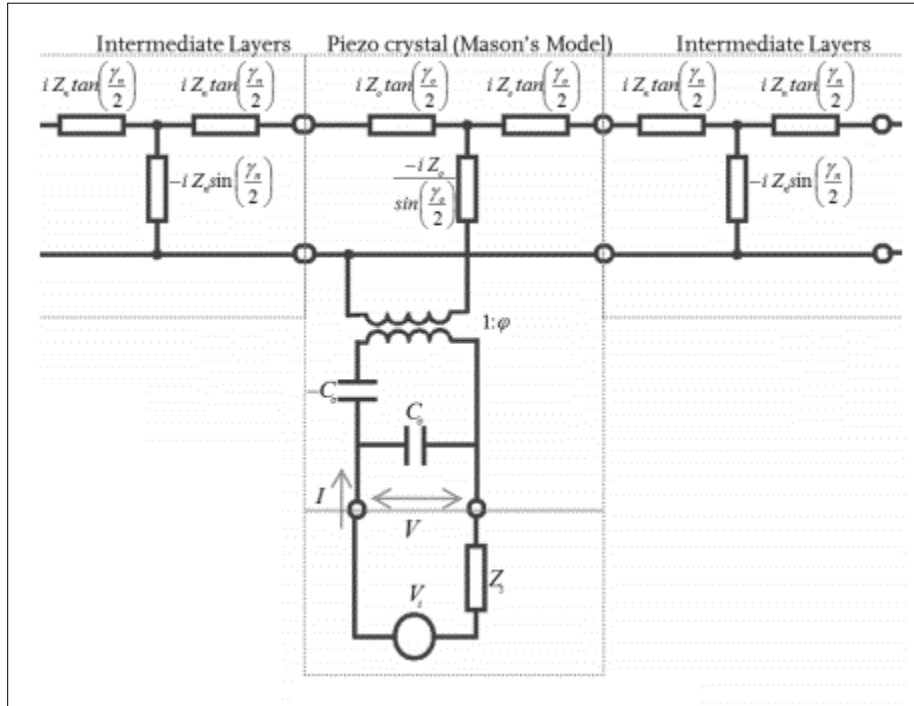 Intermediate Layers Piezo crystal (Mason's Model) Intermediate Layers
i Zₙ tan(γₙ/2) i Zₙ tan(γₙ/2) i Zₒ tan(γₒ/2) i Zₒ tan(γₒ/2) i Zₙ tan(γₙ/2) i Zₙ tan(γₙ/2)
-i Zₙ sin(γₙ/2) -i Zₒ / sin(γₒ/2) -i Zₙ sin(γₙ/2)
1:φ
-C₀
C₀
I
V
Zₛ
Vₛ